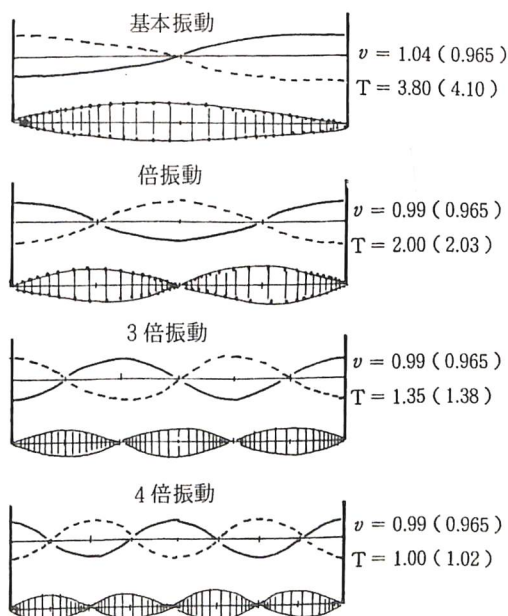 基本振動
v = 1.04 ( 0.965 )
T = 3.80 ( 4.10 )
倍振動
v = 0.99 ( 0.965 )
T = 2.00 ( 2.03 )
3 倍振動
v = 0.99 ( 0.965 )
T = 1.35 ( 1.38 )
4 倍振動
v = 0.99 ( 0.965 )
T = 1.00 ( 1.02 )